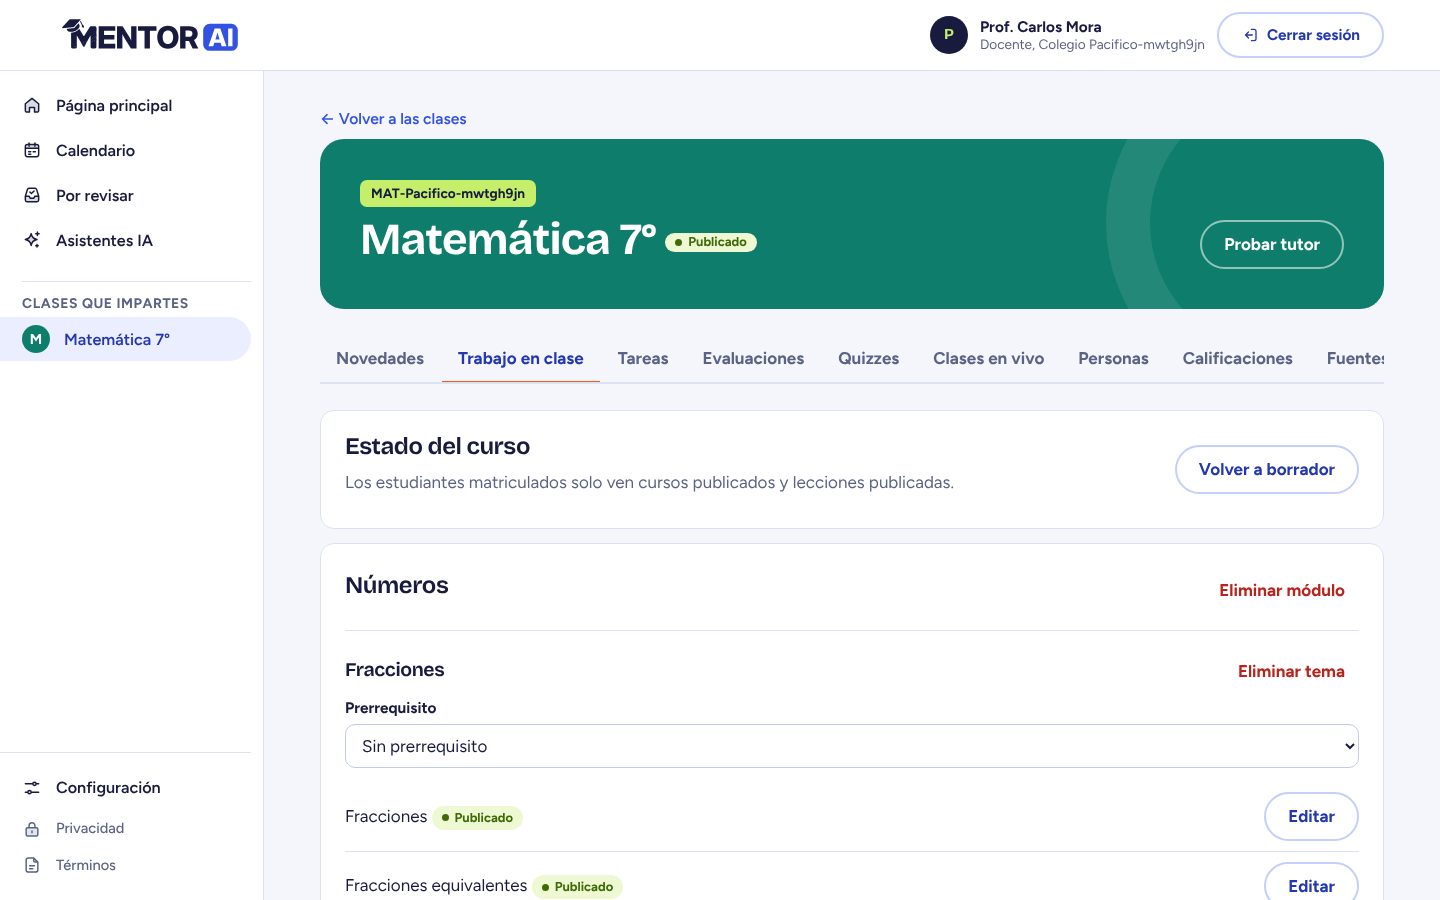 MENTOR AI
Prof. Carlos Mora
Docente, Colegio Pacifico-mwtgh9jn
Cerrar sesión
Página principal
Calendario
Por revisar
Asistentes IA
CLASES QUE IMPARTES
M Matemática 7°
Configuración
Privacidad
Términos
← Volver a las clases
MAT-Pacifico-mwtgh9jn
Matemática 7° Publicado
Probar tutor
Novedades Trabajo en clase Tareas Evaluaciones Quizzes Clases en vivo Personas Calificaciones Fuentes
Estado del curso
Los estudiantes matriculados solo ven cursos publicados y lecciones publicadas.
Volver a borrador
Números
Eliminar módulo
Fracciones
Eliminar tema
Prerrequisito
Sin prerrequisito
Fracciones Publicado
Editar
Fracciones equivalentes Publicado
Editar
P